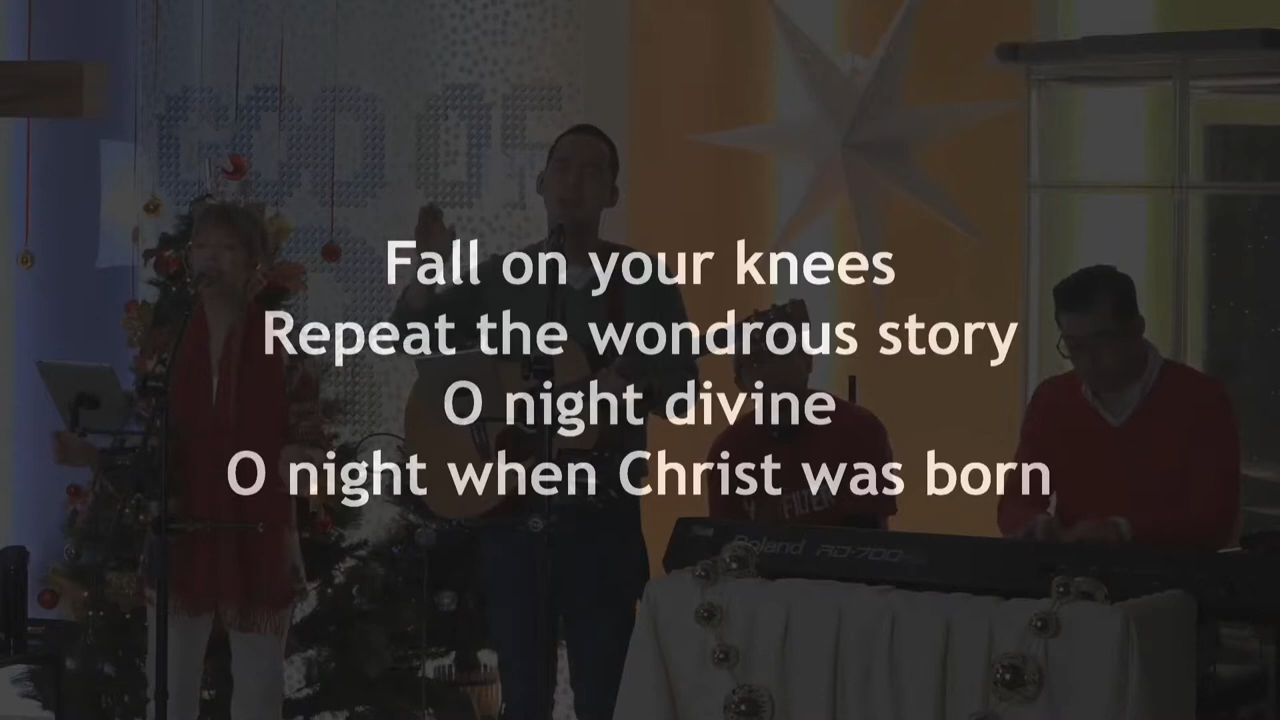 Fall on your knees
Repeat the wondrous story
O night divine
O night when Christ was born
Roland RD-700